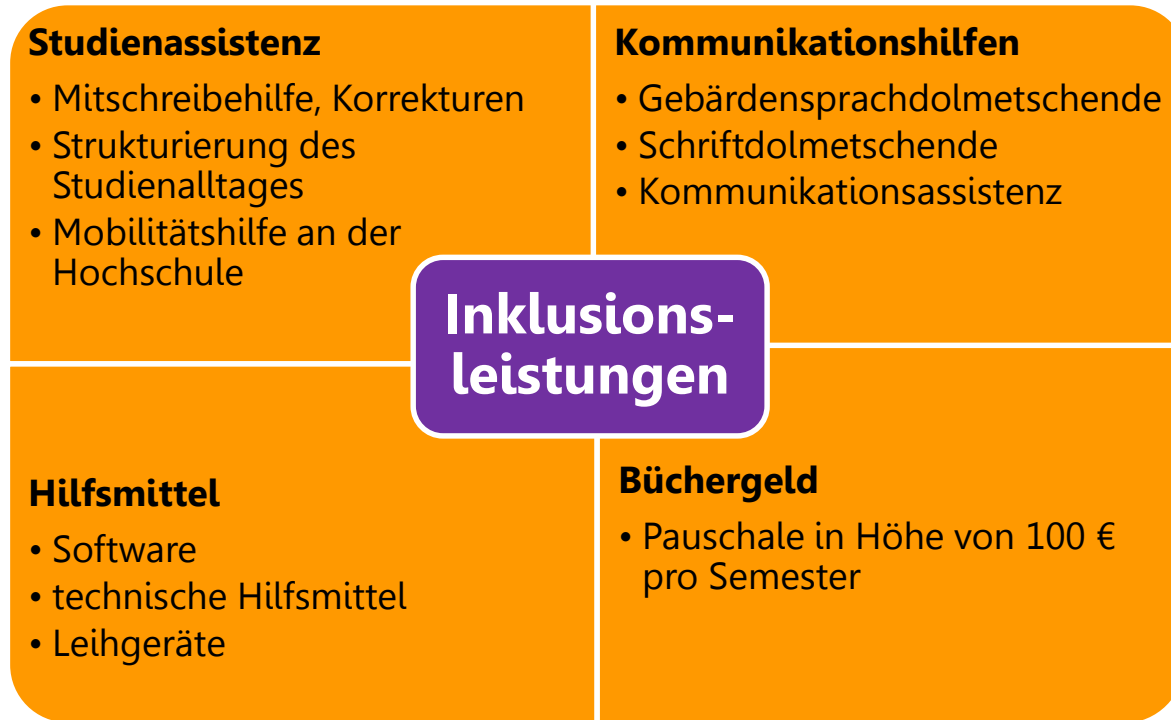 Studienassistenz
• Mitschreibehilfe, Korrekturen
• Strukturierung des
Studienalltages
• Mobilitätshilfe an der
Hochschule
Kommunikationshilfen
• Gebärdensprachdolmetschende
• Schriftdolmetschende
• Kommunikationsassistenz
Inklusions-
leistungen
Hilfsmittel
• Software
• technische Hilfsmittel
• Leihgeräte
Büchergeld
• Pauschale in Höhe von 100 €
pro Semester